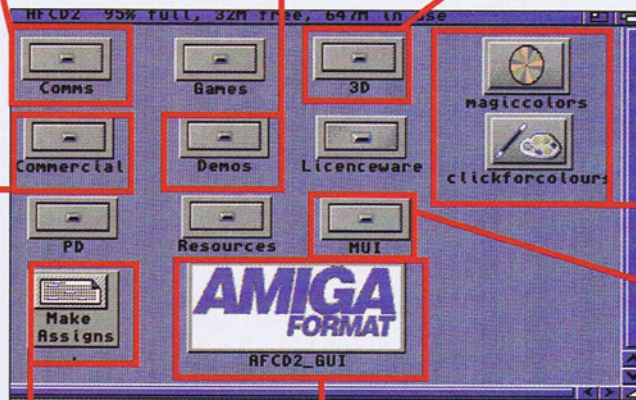 AFCD2 95% full, 32M free, 647M in use
Comms
Games
3D
magiccolors
Commercial
Demos
Licenceware
clickforcolours
PD
Resources
MUI
Make
Assigns
AMIGA
FORMAT
AFCD2_GUI